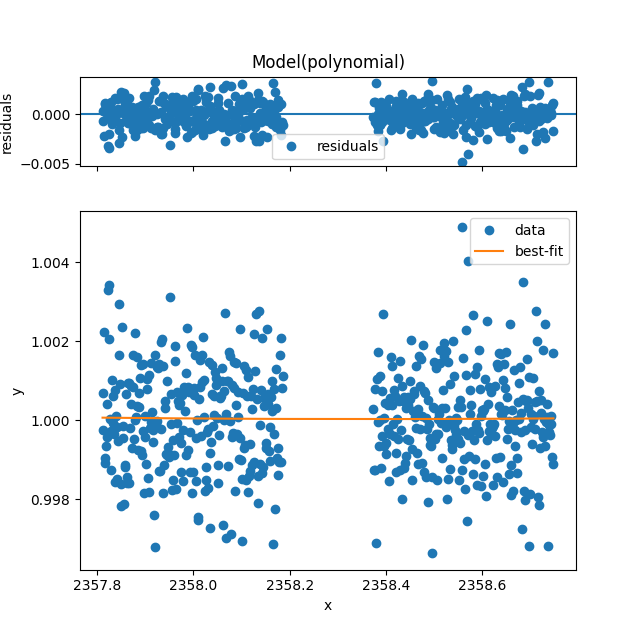 Model(polynomial)
residuals
0.000
−0.005
residuals
y
1.004
1.002
1.000
0.998
data
best-fit
2357.8
2358.0
2358.2
2358.4
2358.6
x